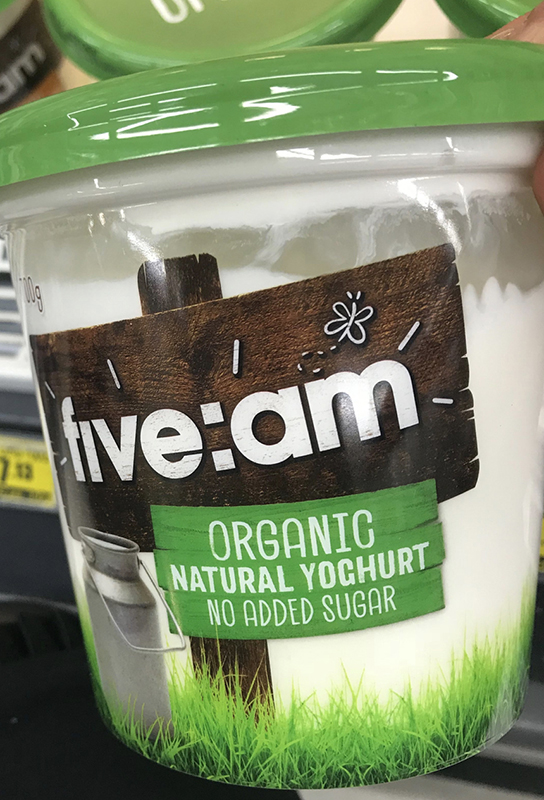 five:am
ORGANIC
NATURAL YOGHURT
NO ADDED SUGAR